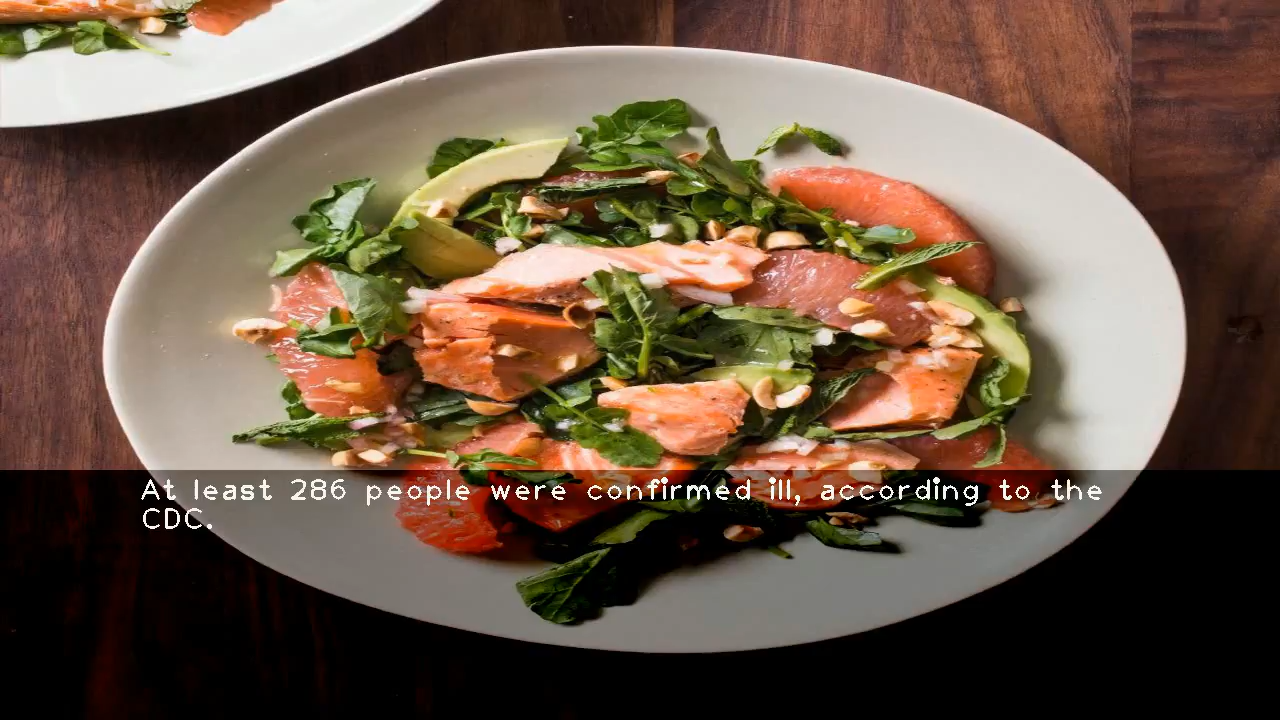 At least 286 people were confirmed ill, according to the
CDC.